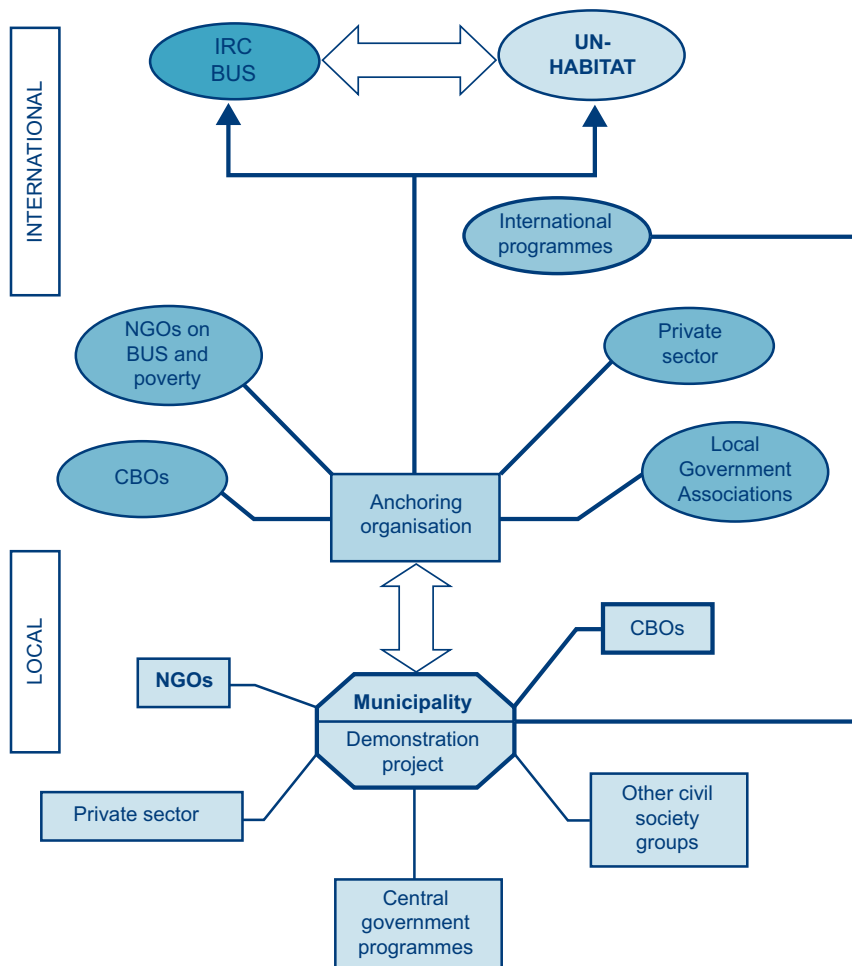 INTERNATIONAL
IRC
BUS
UN-
HABITAT
International
programmes
NGOs on
BUS and
poverty
Private
sector
CBOs
Local
Government
Associations
Anchoring
organisation
LOCAL
CBOs
NGOs
Municipality
Demonstration
project
Private sector
Other civil
society
groups
Central
government
programmes